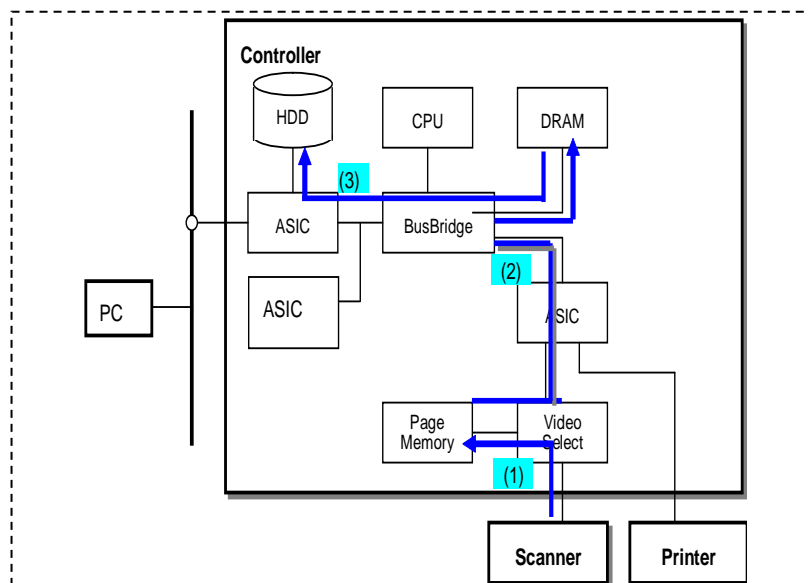 Controller
HDD
CPU
DRAM
(3)
ASIC
BusBridge
(2)
ASIC
PC
ASIC
Page
Memory
Video
Select
(1)
Scanner
Printer